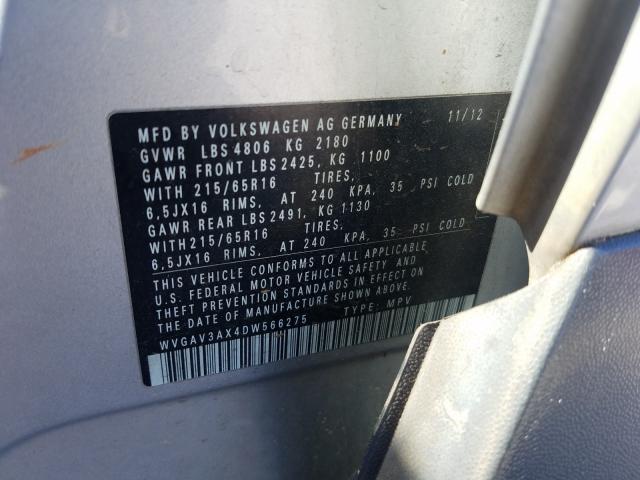 MFD BY VOLKSWAGEN AG GERMANY 11/12
GVWR LBS 4806 KG 2180
GAWR FRONT LBS 2425, KG 1100
WITH 215/65R16 TIRES,
6,5JX16 RIMS, AT 240 KPA, 35 PSI COLD
GAWR REAR LBS 2491, KG 1130
WITH 215/65R16 TIRES,
6,5JX16 RIMS, AT 240 KPA, 35 PSI COLD
THIS VEHICLE CONFORMS TO ALL APPLICABLE
U.S. FEDERAL MOTOR VEHICLE SAFETY AND
THEFT PREVENTION STANDARDS IN EFFECT ON
THE DATE OF MANUFACTURE SHOWN ABOVE.
WVGAV3AX4DW566275 TYPE: MPV